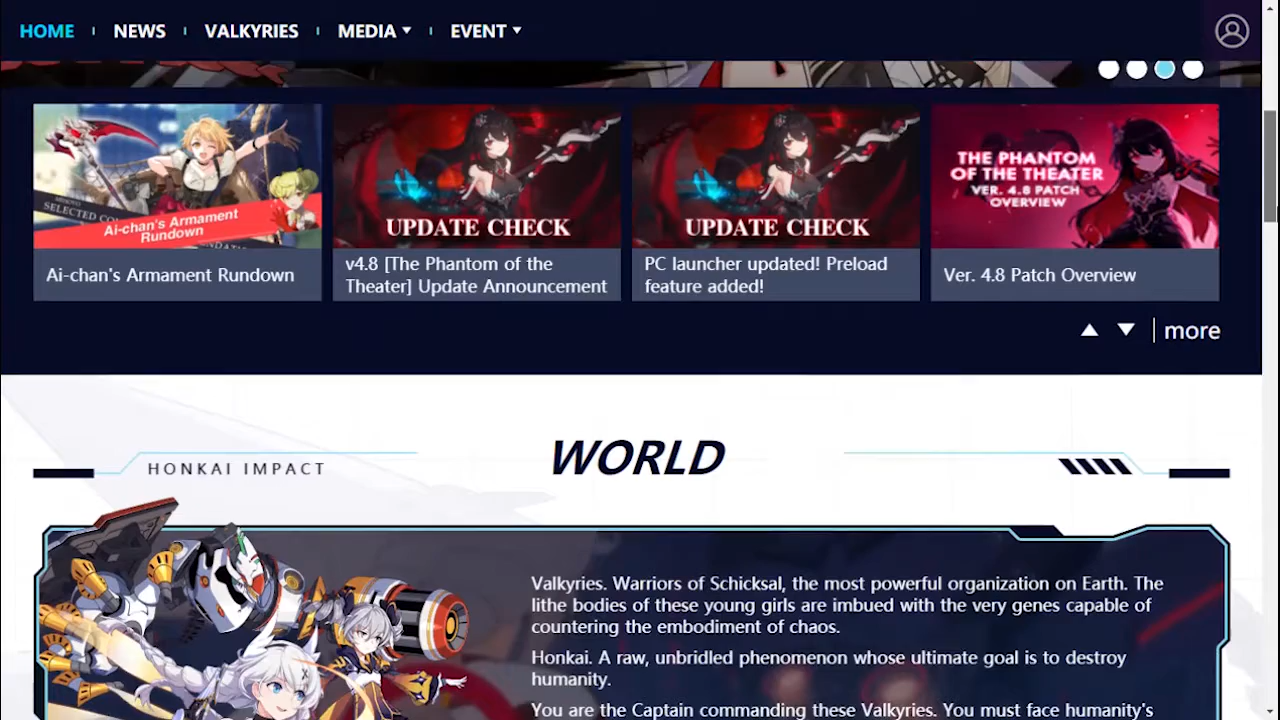 HOME NEWS VALKYRIES MEDIA EVENT
SELECTED CO
Ai-chan's Armament
Rundown
Ai-chan's Armament Rundown
UPDATE CHECK
v4.8 [The Phantom of the
Theater] Update Announcement
UPDATE CHECK
PC launcher updated! Preload
feature added!
THE PHANTOM
OF THE THEATER
VER. 4.8 PATCH
OVERVIEW
Ver. 4.8 Patch Overview
more
HONKAI IMPACT
WORLD
Valkyries. Warriors of Schicksal, the most powerful organization on Earth. The
lithe bodies of these young girls are imbued with the very genes capable of
countering the embodiment of chaos.
Honkai. A raw, unbridled phenomenon whose ultimate goal is to destroy
humanity.
You are the Captain commanding these Valkyries. You must face humanity's